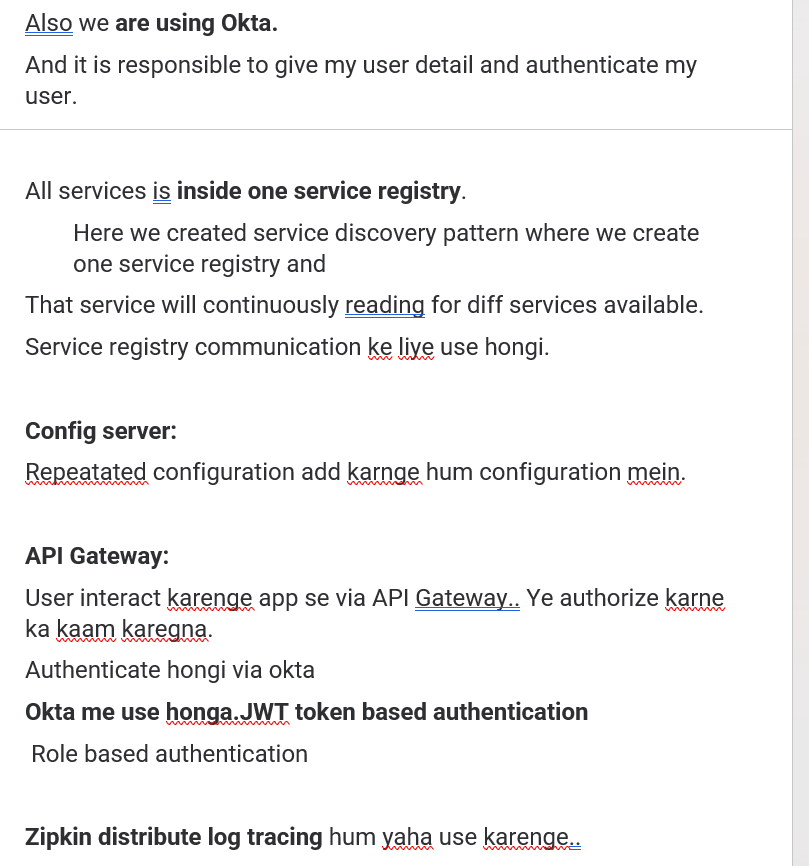 Also we are using Okta.
And it is responsible to give my user detail and authenticate my
user.
All services is inside one service registry.
Here we created service discovery pattern where we create
one service registry and
That service will continuously reading for diff services available.
Service registry communication ke liye use hongi.
Config server:
Repeatated configuration add karnge hum configuration mein.
API Gateway:
User interact karenge app se via API Gateway.. Ye authorize karne
ka kaam karegna.
Authenticate hongi via okta
Okta me use honga.JWT token based authentication
Role based authentication
Zipkin distribute log tracing hum yaha use karenge..